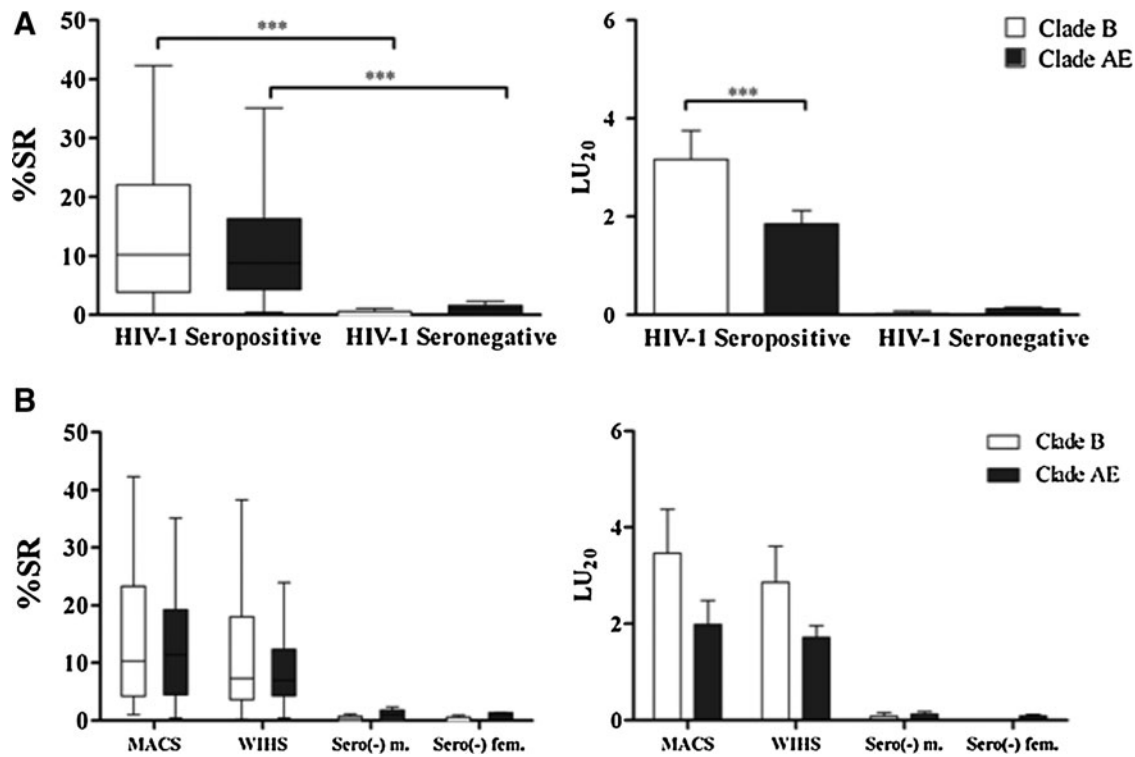 A
%SR
50
40
30
20
10
0
***
***
HIV-1 Seropositive
HIV-1 Seronegative
LU20
6
4
2
0
***
HIV-1 Seropositive
HIV-1 Seronegative
Clade B
Clade AE
B
%SR
50
40
30
20
10
0
MACS
WIHS
Sero(-) m.
Sero(-) fem.
LU20
6
4
2
0
MACS
WIHS
Sero(-) m.
Sero(-) fem.
Clade B
Clade AE